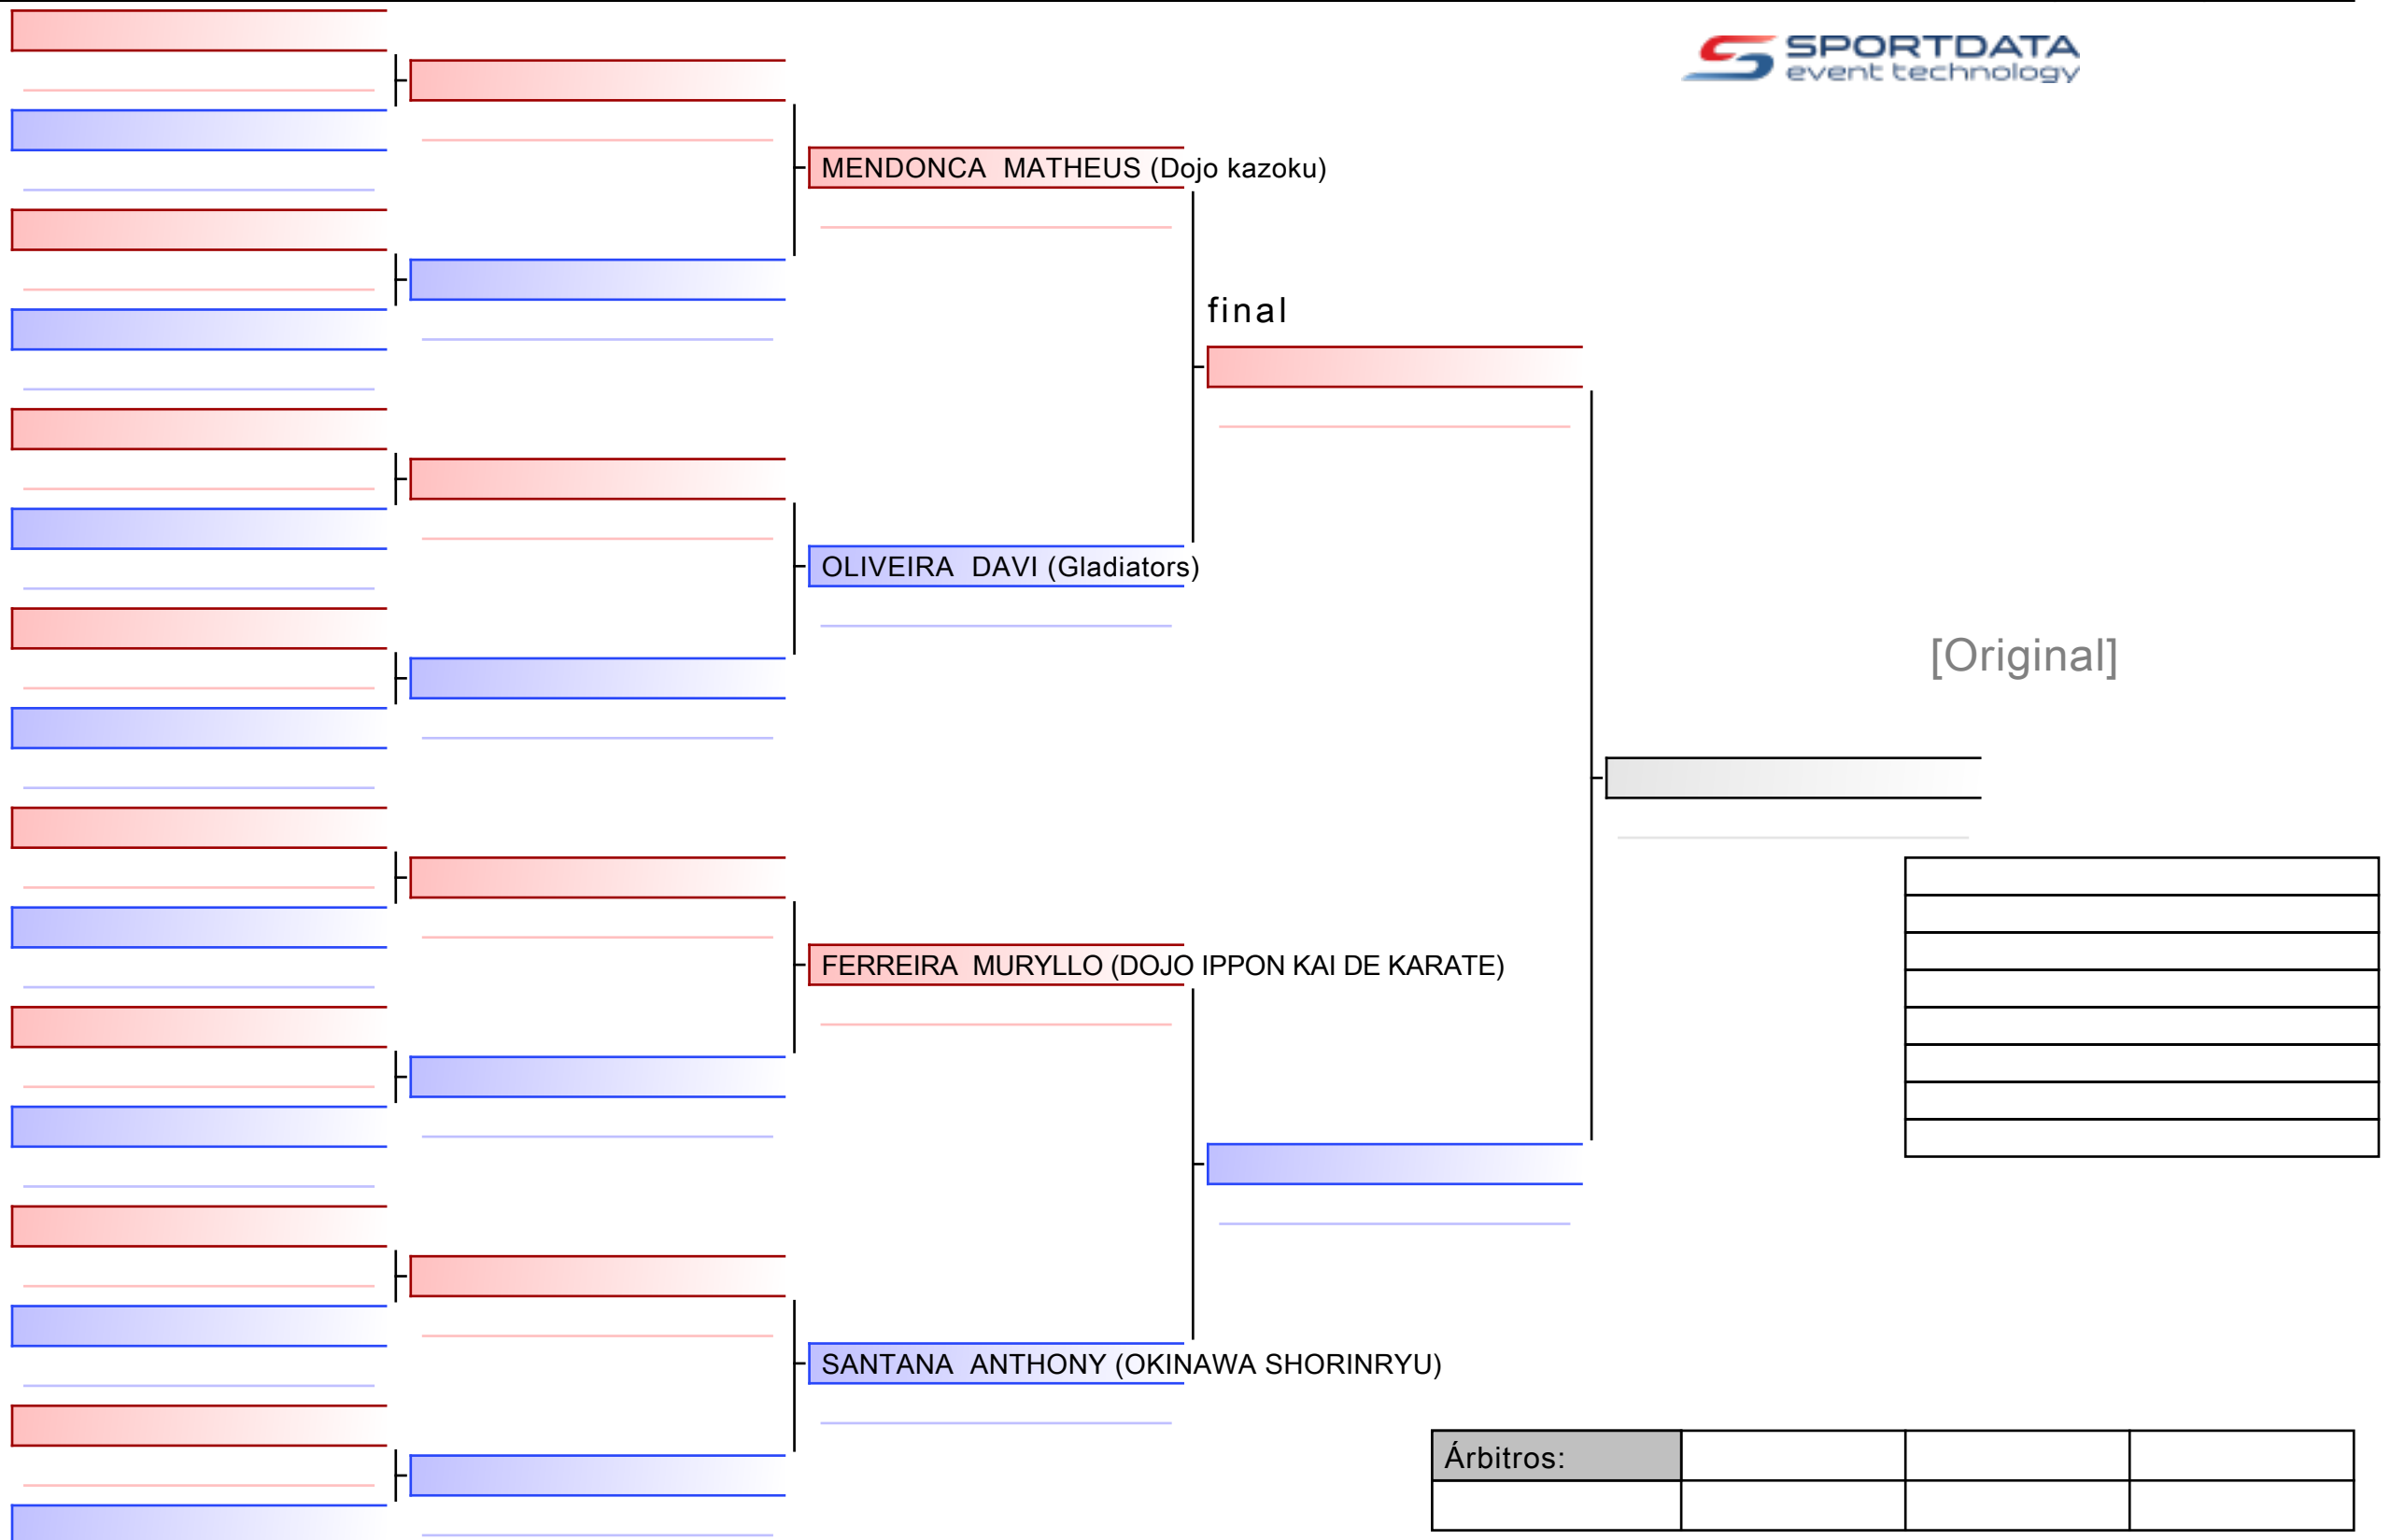 SPORTDATA
event technology
MENDONCA  MATHEUS (Dojo kazoku)
final
OLIVEIRA  DAVI (Gladiators)
[Original]
FERREIRA  MURYLLO (DOJO IPPON KAI DE KARATE)
SANTANA  ANTHONY (OKINAWA SHORINRYU)
Árbitros: